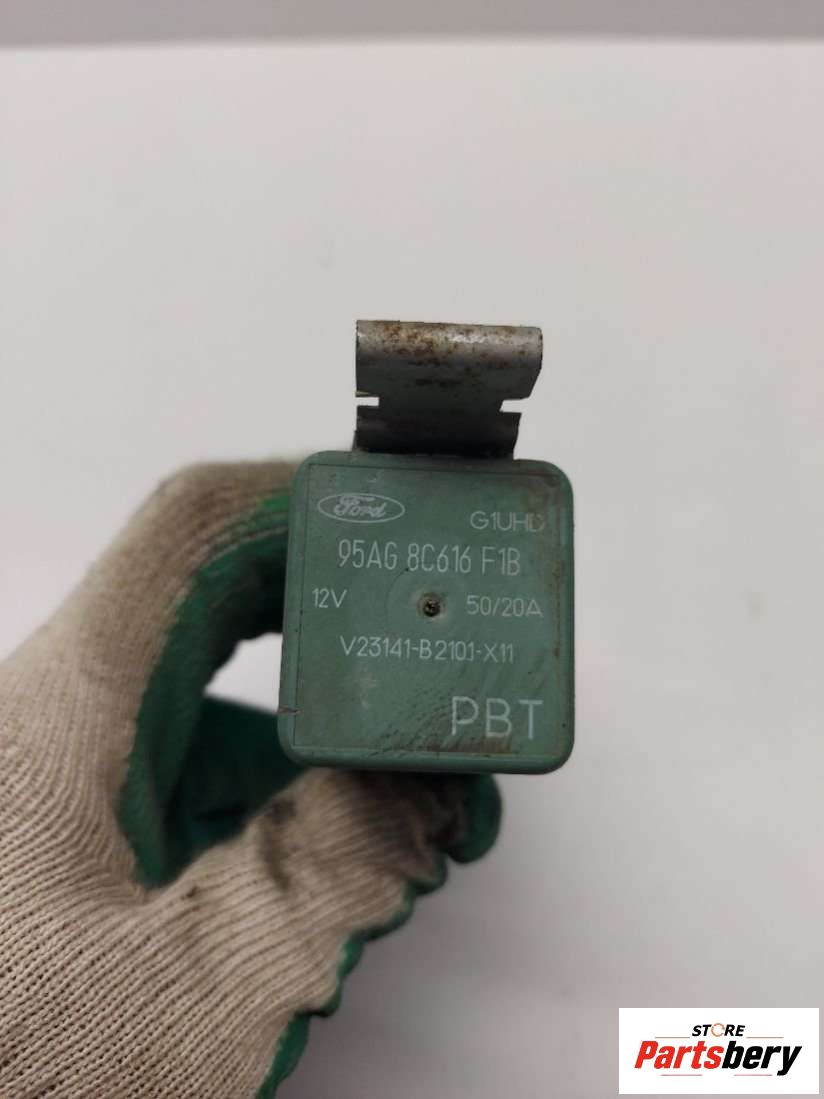 Ford
G1UHD
95AG 8C616 F1B
12V 50/20A
V23141-B2101-X11
PBT
STORE
Partsbery